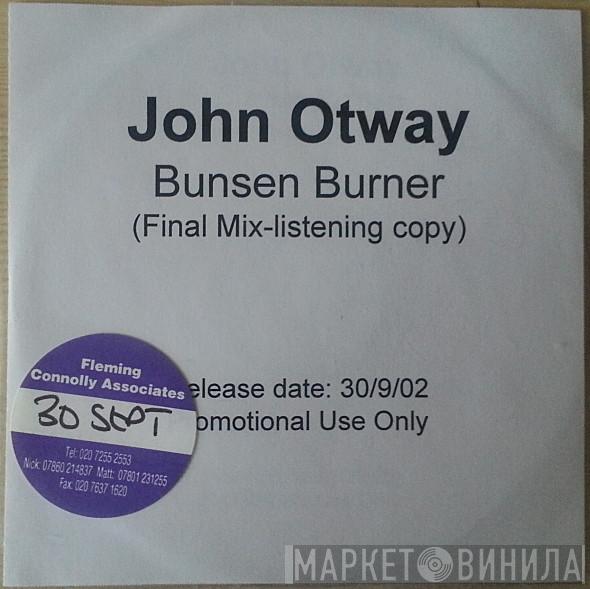 John Otway
Bunsen Burner
(Final Mix-listening copy)
elease date: 30/9/02
omotional Use Only
Fleming
Connolly Associates
30 SEPT
Tel: 020 7255 2553
Nick: 07860 214837 Matt: 07801 231255
Fax: 020 7637 1620
МАРКЕТ ВИНИЛА